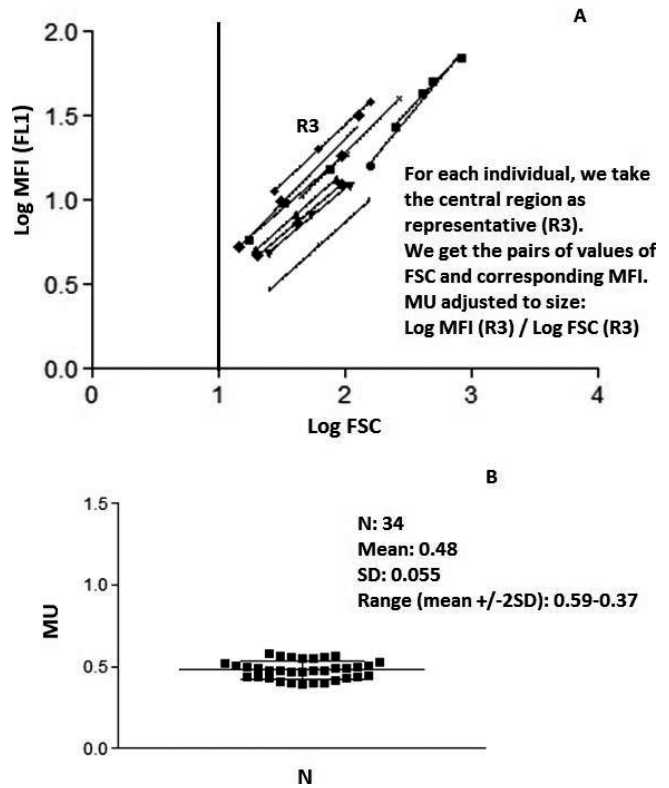 A
2.0
1.5
1.0
0.5
0.0
Log MFI (FL1)
R3
For each individual, we take
the central region as
representative (R3).
We get the pairs of values of
FSC and corresponding MFI.
MU adjusted to size:
Log MFI (R3) / Log FSC (R3)
0 1 2 3 4
Log FSC
B
1.5
1.0
0.5
0.0
MU
N: 34
Mean: 0.48
SD: 0.055
Range (mean +/-2SD): 0.59-0.37
N